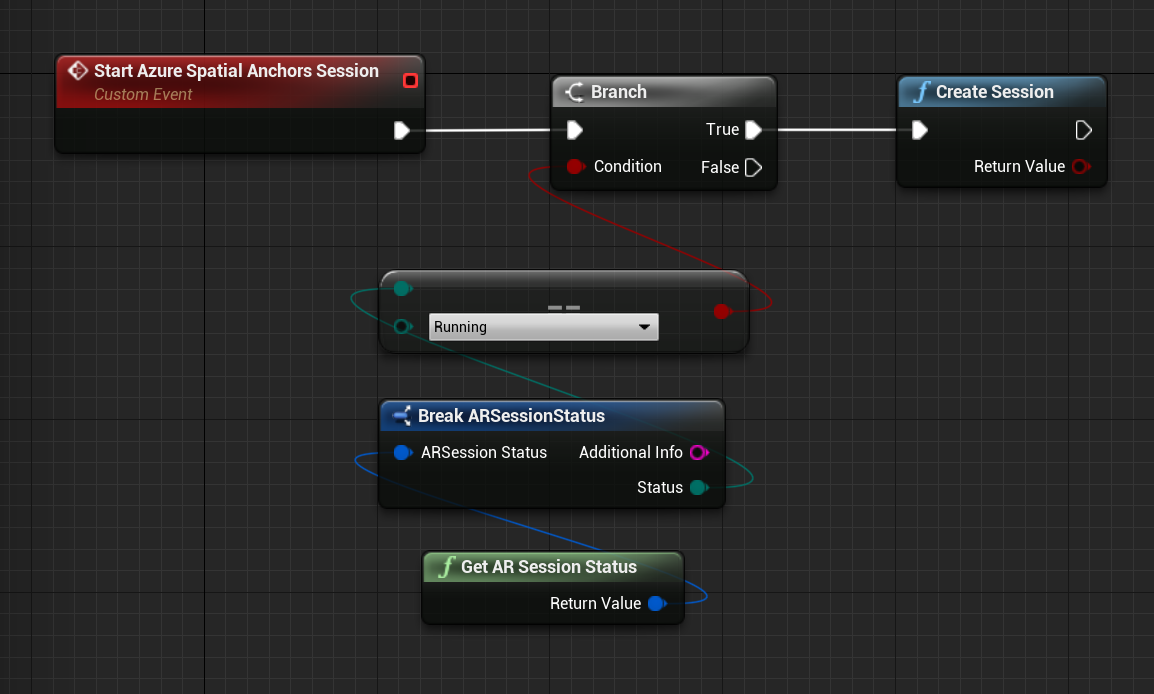 Start Azure Spatial Anchors Session
Custom Event
Branch
True
Condition
False
Create Session
Return Value
==
Running
Break ARSessionStatus
ARSession Status
Additional Info
Status
Get AR Session Status
Return Value